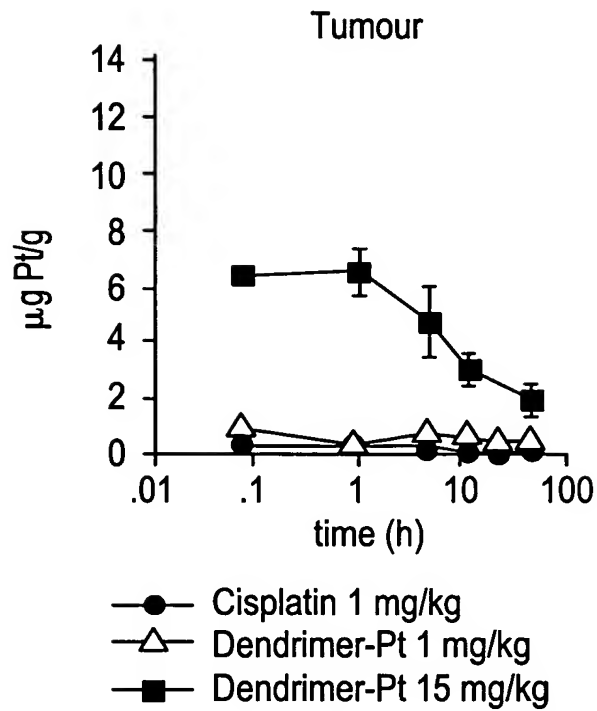 Tumour
14
12
10
8
6
4
2
0
µg Pt/g
.01 .1 1 10 100
time (h)
Cisplatin 1 mg/kg
Dendrimer-Pt 1 mg/kg
Dendrimer-Pt 15 mg/kg